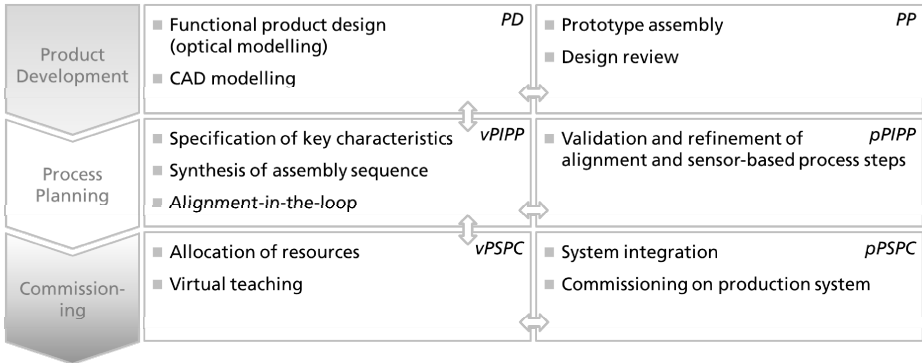 Product
Development
Functional product design
(optical modelling)
CAD modelling
PD
Prototype assembly
Design review
PP
Process
Planning
Specification of key characteristics
Synthesis of assembly sequence
Alignment-in-the-loop
vPIPP
Validation and refinement of
alignment and sensor-based process steps
pPIPP
Commission-
ing
Allocation of resources
Virtual teaching
vPSPC
System integration
Commissioning on production system
pPSPC